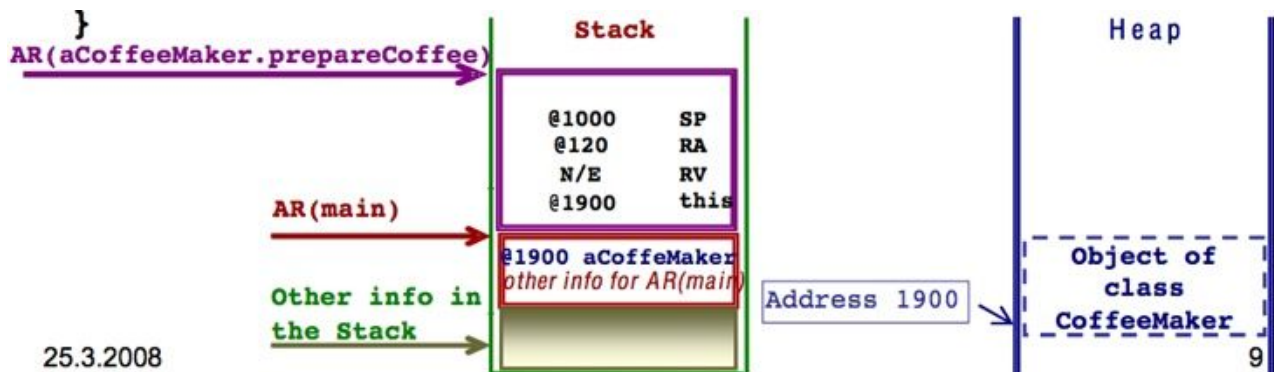 }
AR(aCoffeeMaker.prepareCoffee)
Stack
@1000 SP
@120 RA
N/E RV
@1900 this
AR(main)
@1900 aCoffeMaker
other info for AR(main)
Other info in
the Stack
Heap
Address 1900
Object of
class
CoffeeMaker
25.3.2008
9